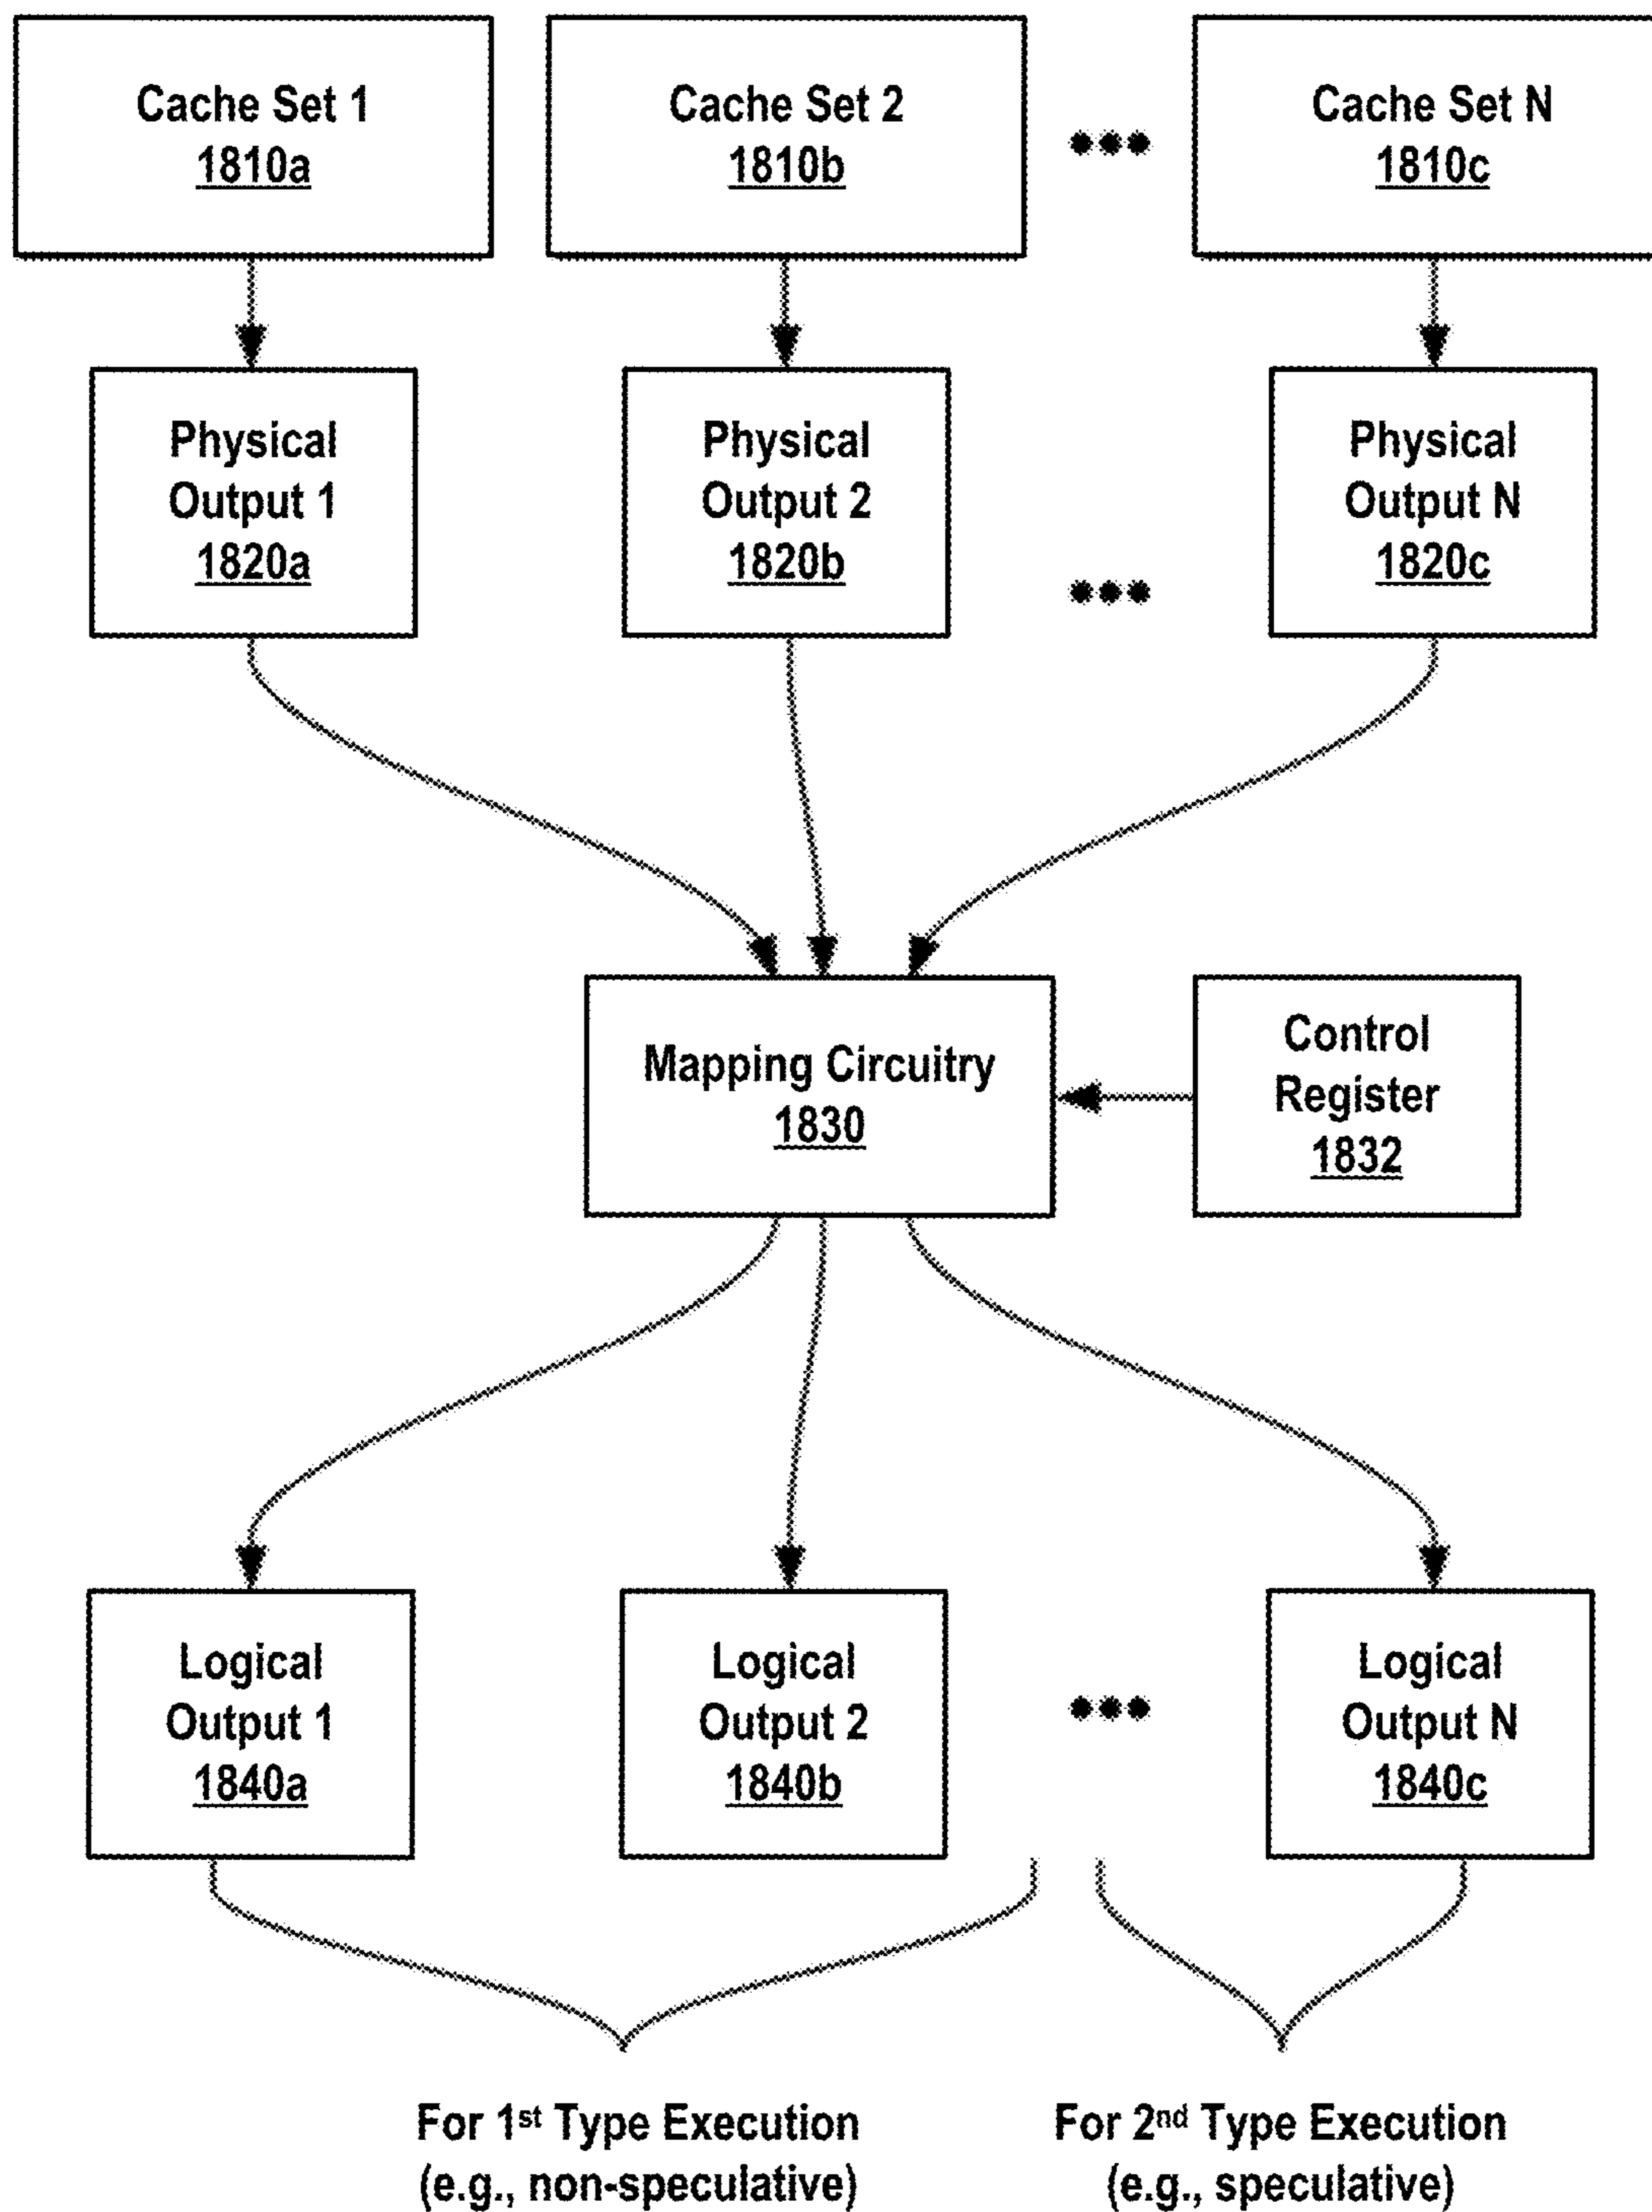 Cache Set 1
1810a
Cache Set 2
1810b
Cache Set N
1810c
Physical
Output 1
1820a
Physical
Output 2
1820b
Physical
Output N
1820c
Mapping Circuitry
1830
Control
Register
1832
Logical
Output 1
1840a
Logical
Output 2
1840b
Logical
Output N
1840c
For 1st Type Execution
(e.g., non-speculative)
For 2nd Type Execution
(e.g., speculative)